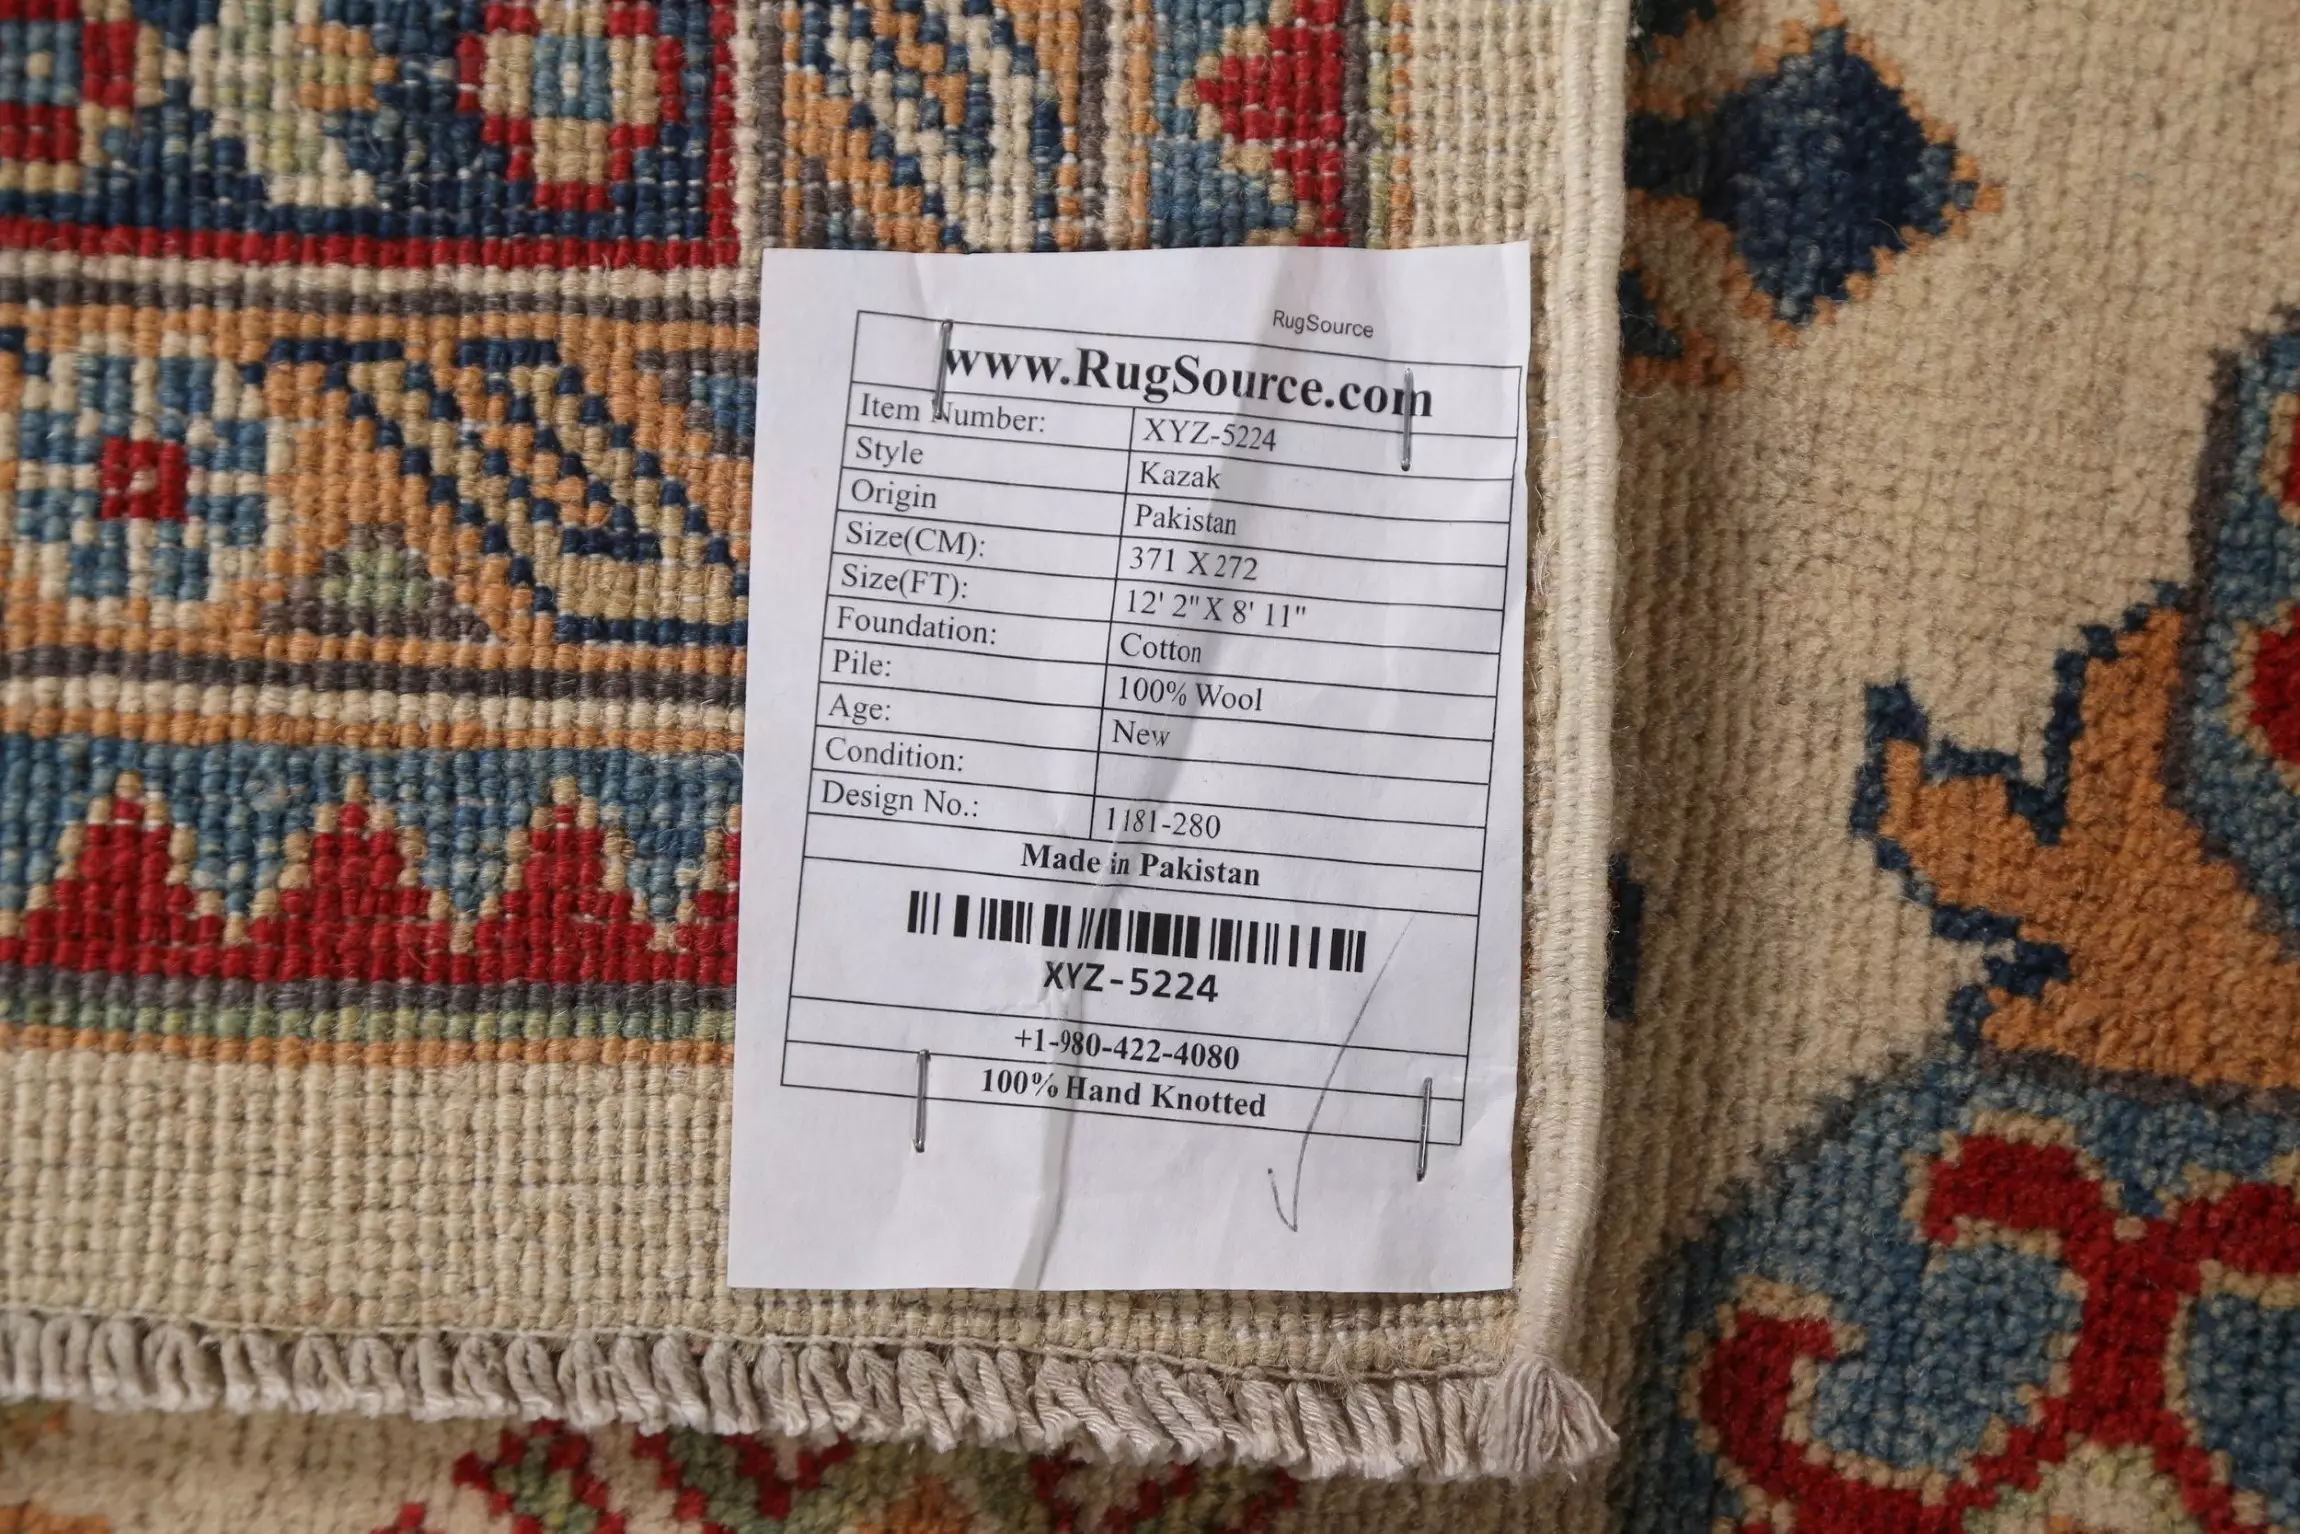 RugSource
www.RugSource.com
Item Number: XYZ-5224
Style Kazak
Origin Pakistan
Size(CM): 371 X 272
Size(FT): 12' 2" X 8' 11"
Foundation: Cotton
Pile: 100% Wool
Age: New
Condition:
Design No.: 1181-280
Made in Pakistan
XYZ-5224
+1-980-422-4080
100% Hand Knotted